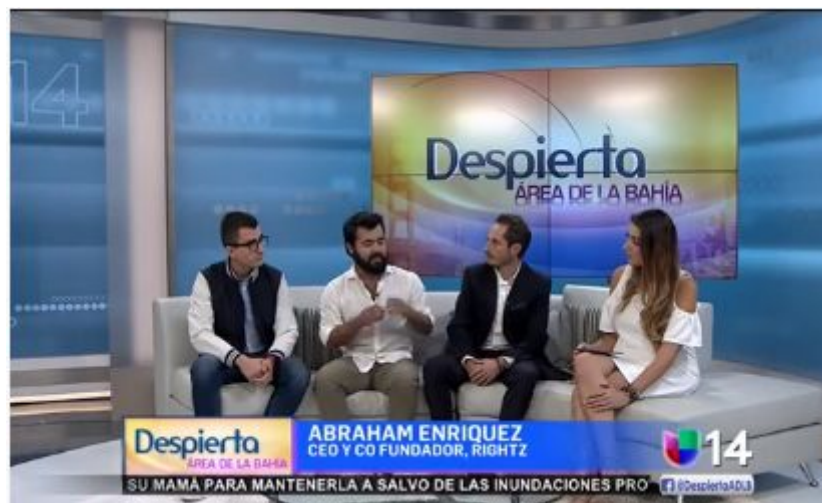 14
Despierta
ÁREA DE LA BAHÍA
Despierta
ÁREA DE LA BAHÍA
ABRAHAM ENRIQUEZ
CEO Y CO FUNDADOR, RIGHTZ
14
SU MAMÁ PARA MANTENERLA A SALVO DE LAS INUNDACIONES PRO
f @DespiertaADLB